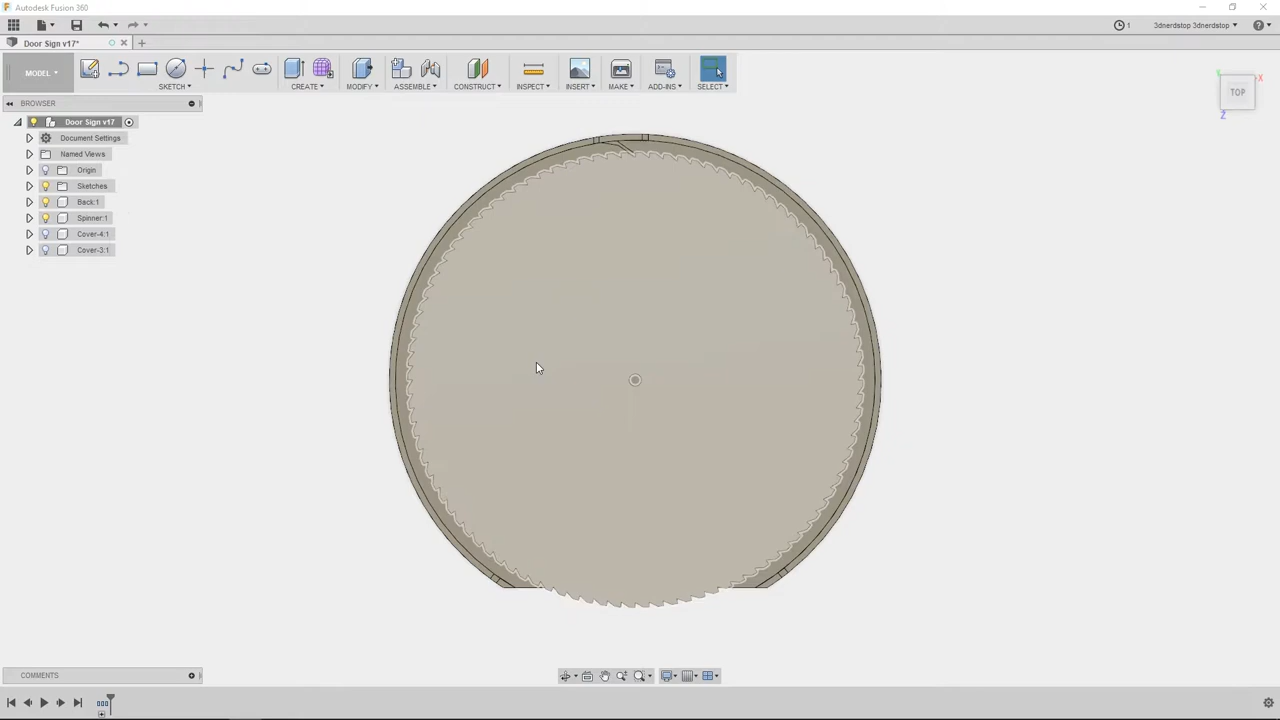 Autodesk Fusion 360
1
3dnerdstop
3dnerdstop
Door Sign v17*
MODEL
SKETCH
CREATE
MODIFY
ASSEMBLE
CONSTRUCT
INSPECT
INSERT
MAKE
ADD-INS
SELECT
BROWSER
TOP
X
Y
Z
Door Sign v17
Document Settings
Named Views
Origin
Sketches
Back:1
Spinner:1
Cover-4:1
Cover-3:1
COMMENTS